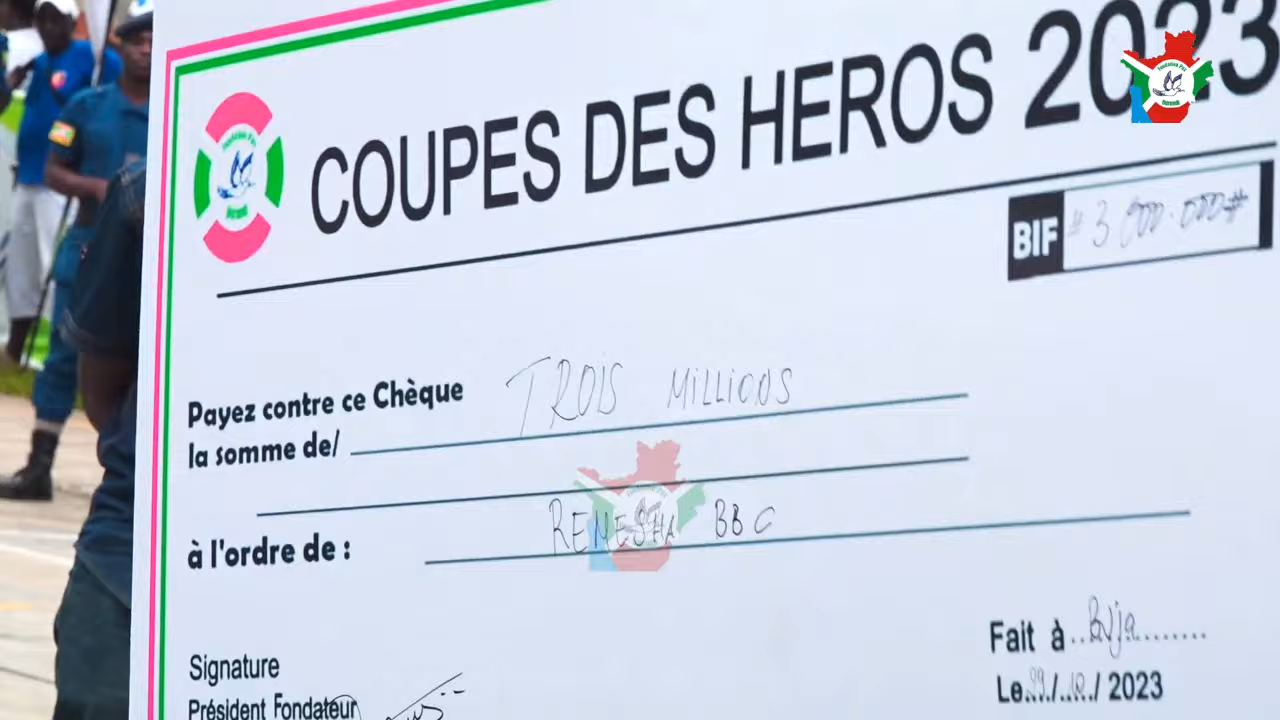 COUPES DES HEROS 2023
BIF # 3 000.000#
Payez contre ce Chèque TROIS MILLIONS
la somme de/
à l'ordre de : REMESHA BBC
Fait à ..Buja........
Le / / 2023
Signature
Président Fondateur